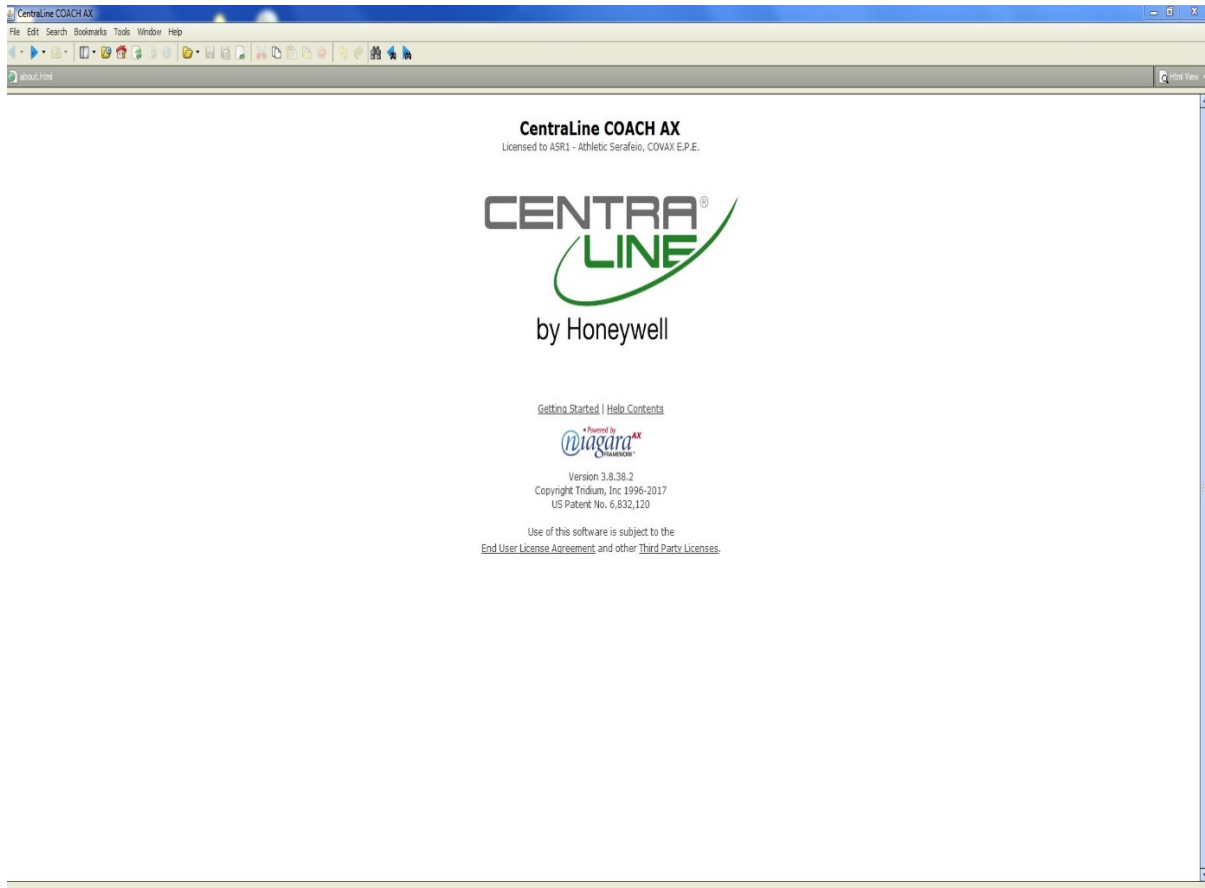 CentraLine COACH AX
File Edit Search Bookmarks Tools Window Help
about.html
Html View
CentraLine COACH AX
Licensed to ASR1 - Athletic Serafeio, COVAX E.P.E.
CENTRA®
LINE
by Honeywell
Getting Started | Help Contents
Powered by
niagara AX
FRAMEWORK™
Version 3.8.38.2
Copyright Tridium, Inc 1996-2017
US Patent No. 6,832,120
Use of this software is subject to the
End User License Agreement and other Third Party Licenses.